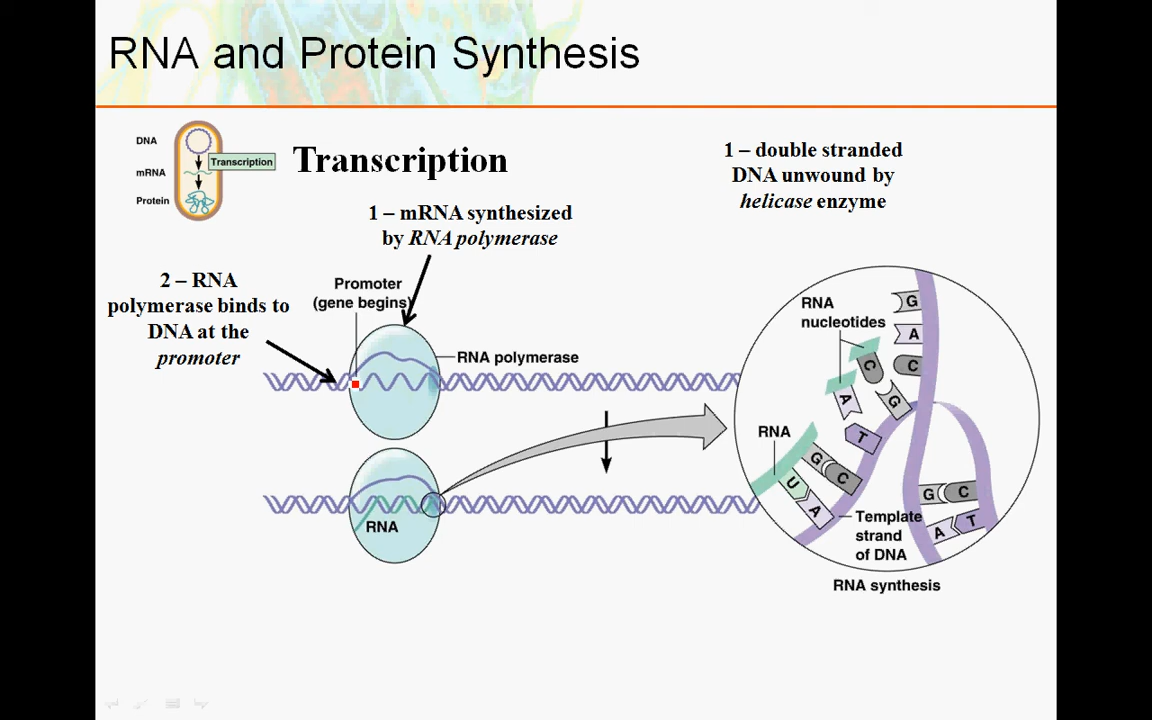 RNA and Protein Synthesis
DNA
Transcription
mRNA
Protein
Transcription
1 – double stranded
DNA unwound by
helicase enzyme
1 – mRNA synthesized
by RNA polymerase
2 – RNA
polymerase binds to
DNA at the
promoter
Promoter
(gene begins)
RNA polymerase
RNA
RNA
nucleotides
G
A
C
C
A
G
T
RNA
G
C
U
A
G
C
A
T
Template
strand
of DNA
RNA synthesis